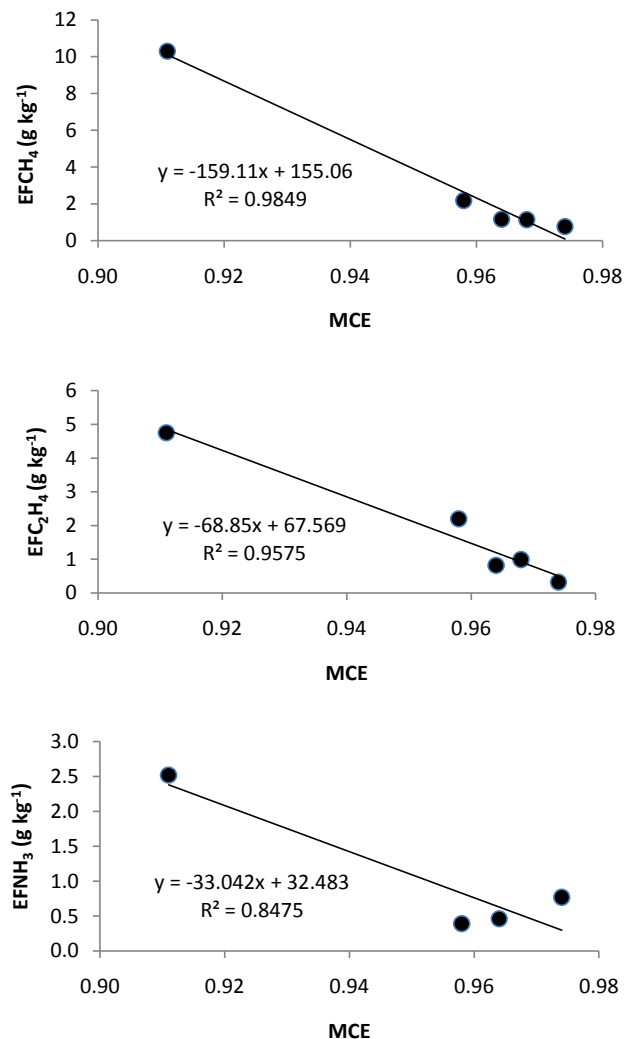 12
10
8
6
4
2
0
EFCH₄ (g kg⁻¹)
y = -159.11x + 155.06
R² = 0.9849
0.90 0.92 0.94 0.96 0.98
MCE
6
5
4
3
2
1
0
EFC₂H₄ (g kg⁻¹)
y = -68.85x + 67.569
R² = 0.9575
0.90 0.92 0.94 0.96 0.98
MCE
3.0
2.5
2.0
1.5
1.0
0.5
0.0
EFNH₃ (g kg⁻¹)
y = -33.042x + 32.483
R² = 0.8475
0.90 0.92 0.94 0.96 0.98
MCE